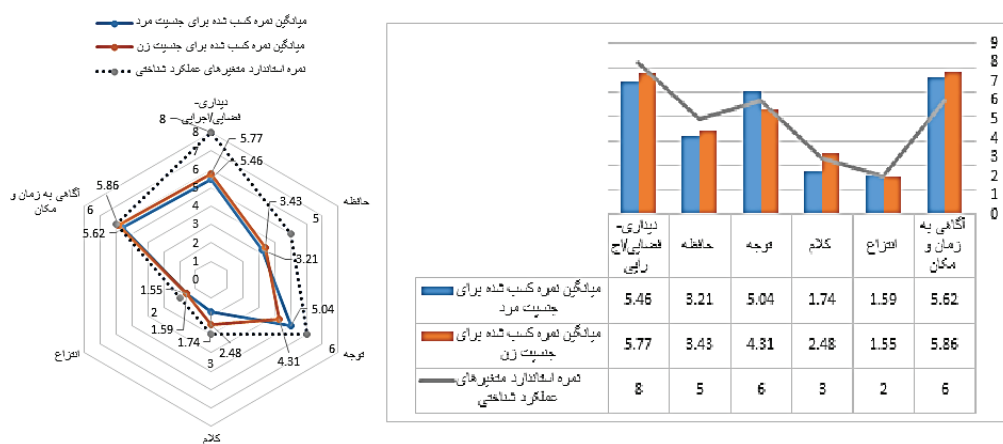 میانگین نمره کسب شده برای جنسیت مرد
میانگین نمره کسب شده برای جنسیت زن
نمره استاندارد متغیرهای عملکرد شناختی
دیداری-
فضایی/اجرایی
8
8
7
6
5
4
3
2
1
0
5.77
5.46
حافظه
5
3.43
3.21
5.04
6
توجه
4.31
2.48
1.74
3
کلام
انتزاع
2
1.55
1.59
آگاهی به زمان و
مکان
6
5.86
5.62
9
8
7
6
5
4
3
2
1
0
دیداری-
فضایی/اج
رایی
حافظه
توجه
کلام
انتزاع
آگاهی به
زمان و
مکان
میانگین نمره کسب شده برای
جنسیت مرد
5.46 3.21 5.04 1.74 1.59 5.62
میانگین نمره کسب شده برای
جنسیت زن
5.77 3.43 4.31 2.48 1.55 5.86
نمره استاندارد متغیرهای
عملکرد شناختی
8 5 6 3 2 6